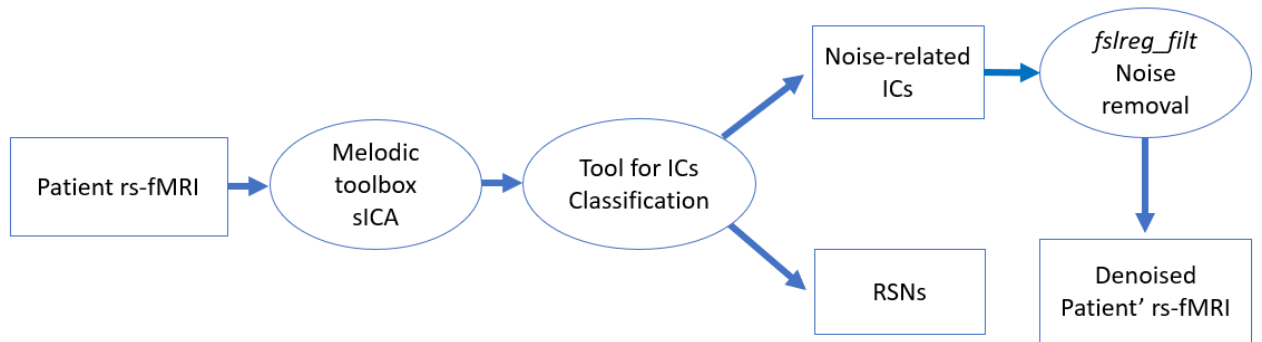 Patient rs-fMRI
Melodic
toolbox
sICA
Tool for ICs
Classification
Noise-related
ICs
fslreg_filt
Noise
removal
RSNs
Denoised
Patient’ rs-fMRI